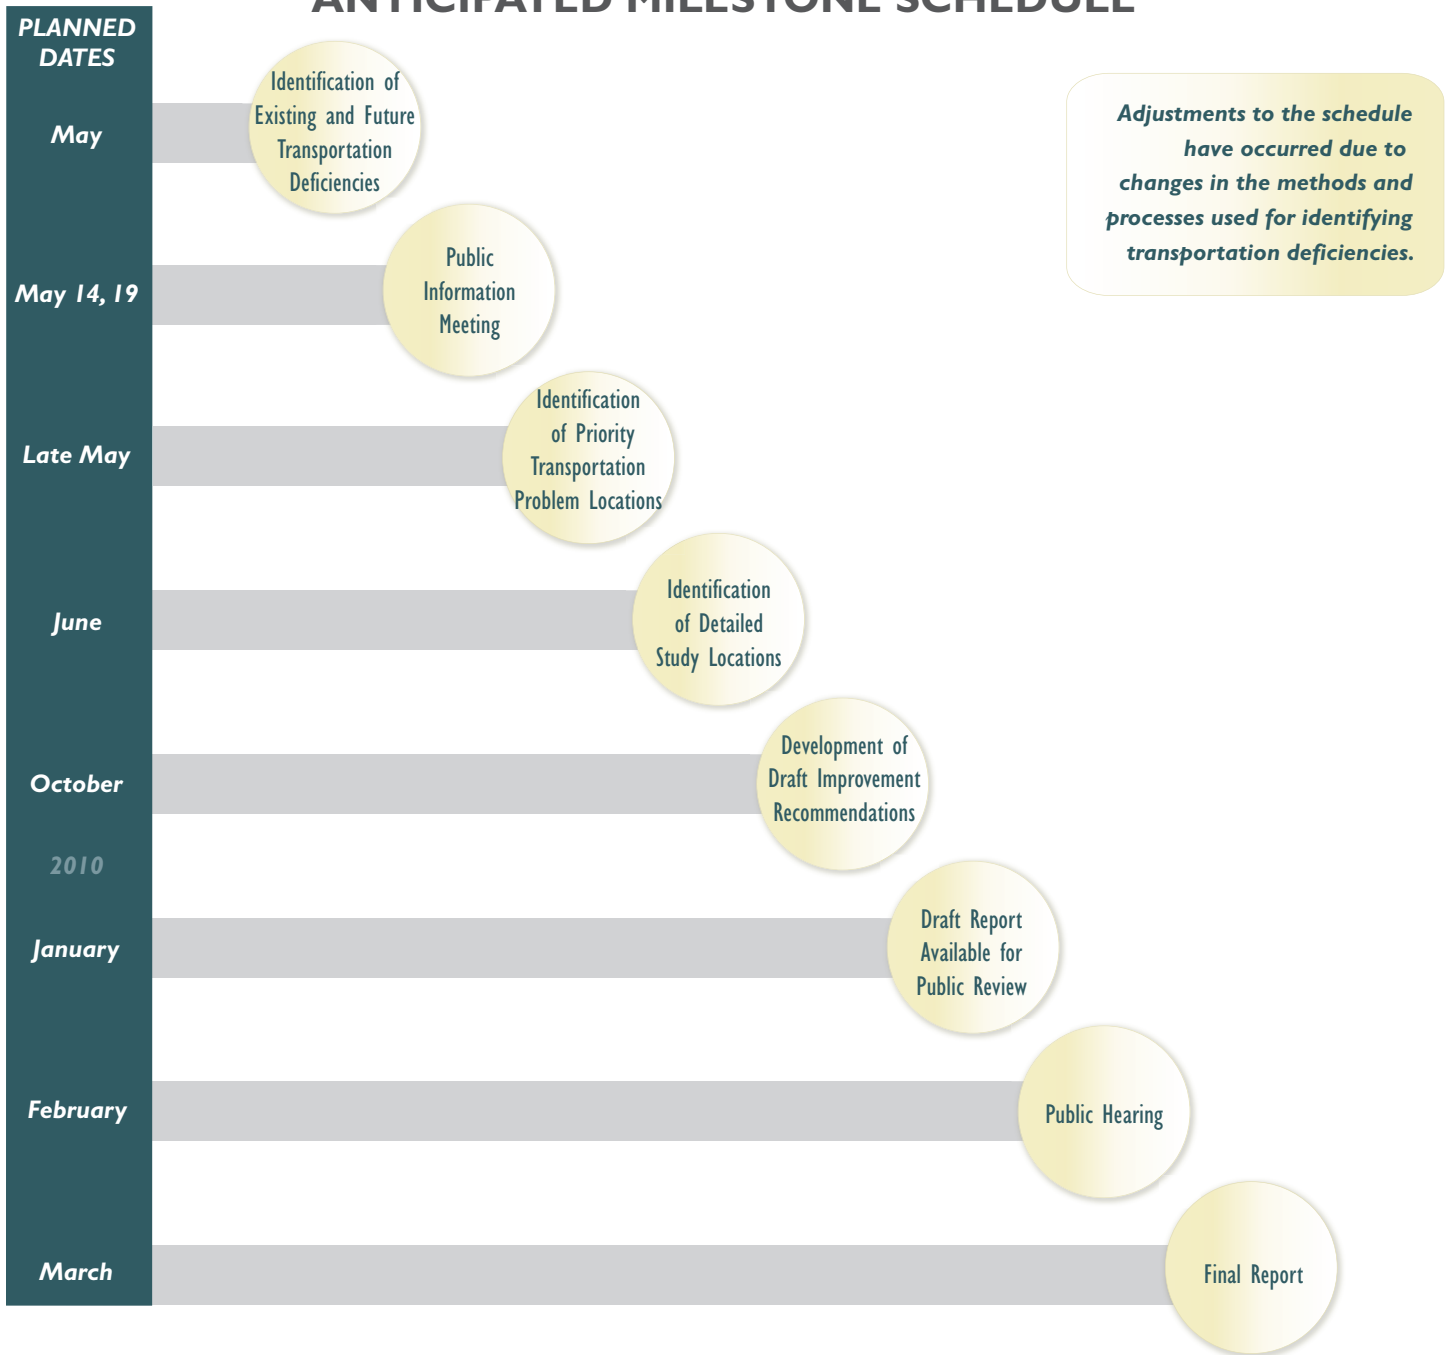 ANTICIPATED MILESTONE SCHEDULE
PLANNED
DATES
May
Identification of
Existing and Future
Transportation
Deficiencies
Adjustments to the schedule
have occurred due to
changes in the methods and
processes used for identifying
transportation deficiencies.
May 14, 19
Public
Information
Meeting
Late May
Identification
of Priority
Transportation
Problem Locations
June
Identification
of Detailed
Study Locations
October
Development of
Draft Improvement
Recommendations
2010
January
Draft Report
Available for
Public Review
February
Public Hearing
March
Final Report